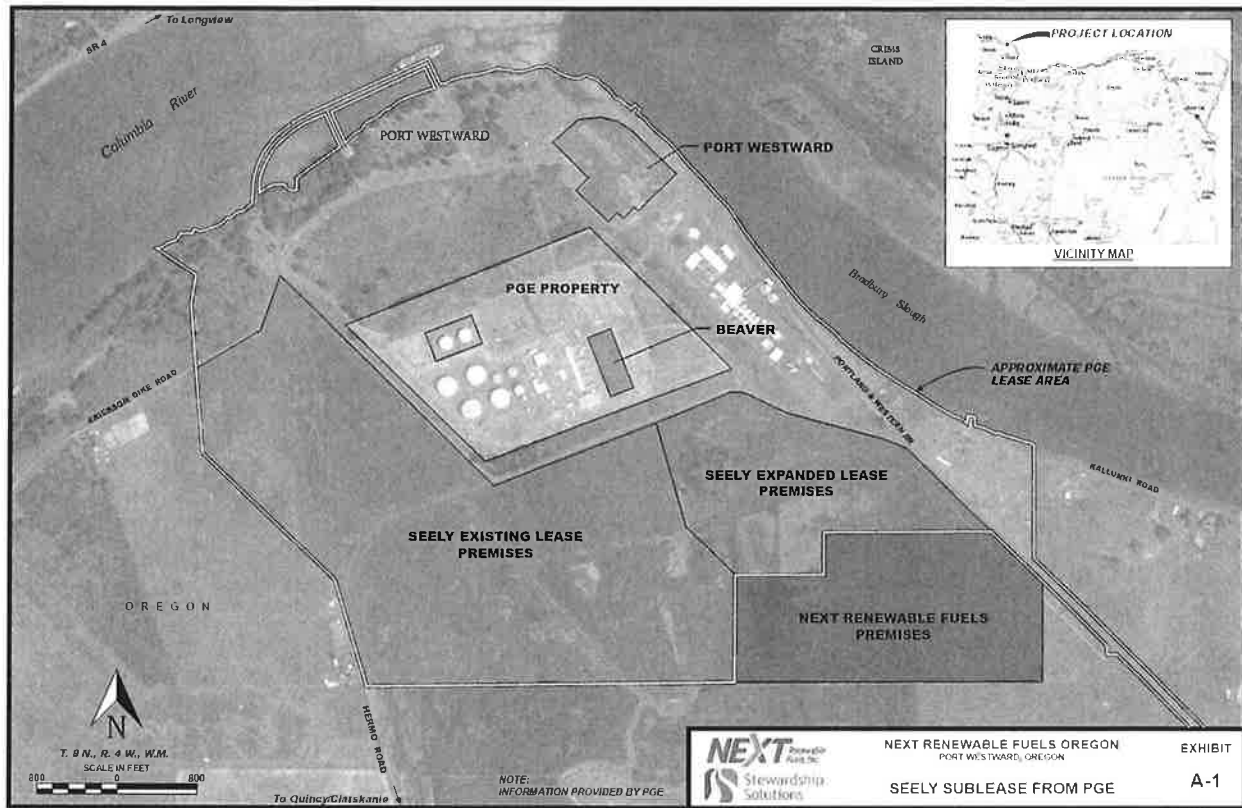 To Longview
SR 4
Columbia River
PORT WESTWARD
CRIMS
ISLAND
PORT WESTWARD
PROJECT LOCATION
VICINITY MAP
PGE PROPERTY
BEAVER
Bradbury Slough
APPROXIMATE PGE
LEASE AREA
PORTLAND & WESTERN RR
ERICKSON DIKE ROAD
KALLUNKI ROAD
SEELY EXPANDED LEASE
PREMISES
SEELY EXISTING LEASE
PREMISES
OREGON
NEXT RENEWABLE FUELS
PREMISES
N
T. 8 N., R. 4 W., W.M.
SCALE IN FEET
800 0 800
HERMO ROAD
To Quincy/Clatskanie
NOTE:
INFORMATION PROVIDED BY PGE
NEXT Renewable
Fuels, Inc.
Stewardship
Solutions
NEXT RENEWABLE FUELS OREGON
PORT WESTWARD, OREGON
SEELY SUBLEASE FROM PGE
EXHIBIT
A-1